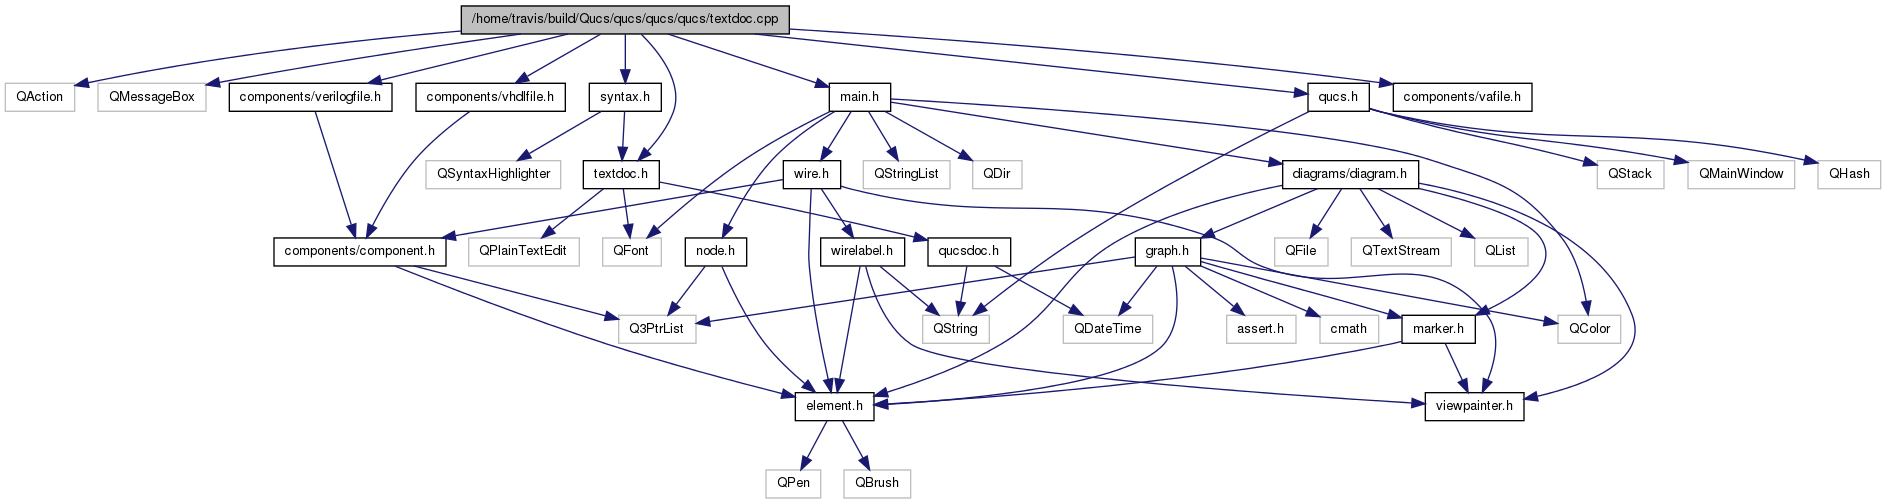 /home/travis/build/Qucs/qucs/qucs/qucs/textdoc.cpp
QAction
QMessageBox
components/verilogfile.h
components/vhdlfile.h
syntax.h
main.h
qucs.h
components/vafile.h
QSyntaxHighlighter
textdoc.h
wire.h
QStringList
QDir
diagrams/diagram.h
QStack
QMainWindow
QHash
components/component.h
QPlainTextEdit
QFont
node.h
wirelabel.h
qucsdoc.h
graph.h
QFile
QTextStream
QList
Q3PtrList
QString
QDateTime
assert.h
cmath
marker.h
QColor
element.h
viewpainter.h
QPen
QBrush